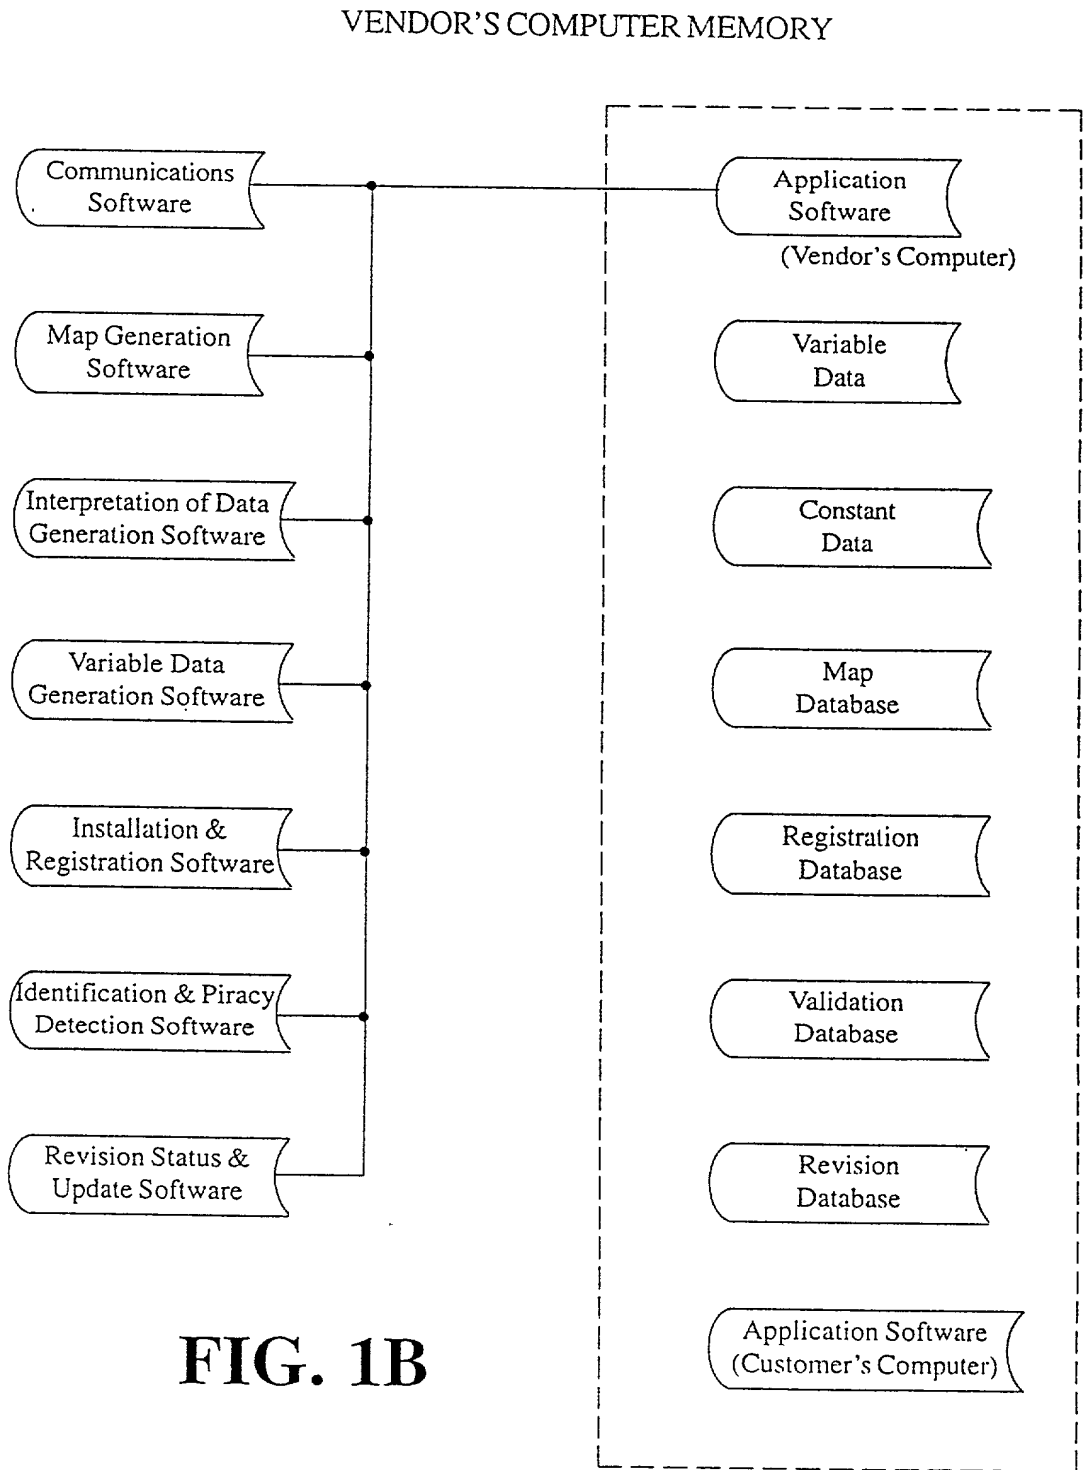 VENDOR'S COMPUTER MEMORY
Communications
Software
Map Generation
Software
Interpretation of Data
Generation Software
Variable Data
Generation Software
Installation &
Registration Software
Identification & Piracy
Detection Software
Revision Status &
Update Software
Application
Software
(Vendor's Computer)
Variable
Data
Constant
Data
Map
Database
Registration
Database
Validation
Database
Revision
Database
Application Software
(Customer's Computer)
FIG. 1B